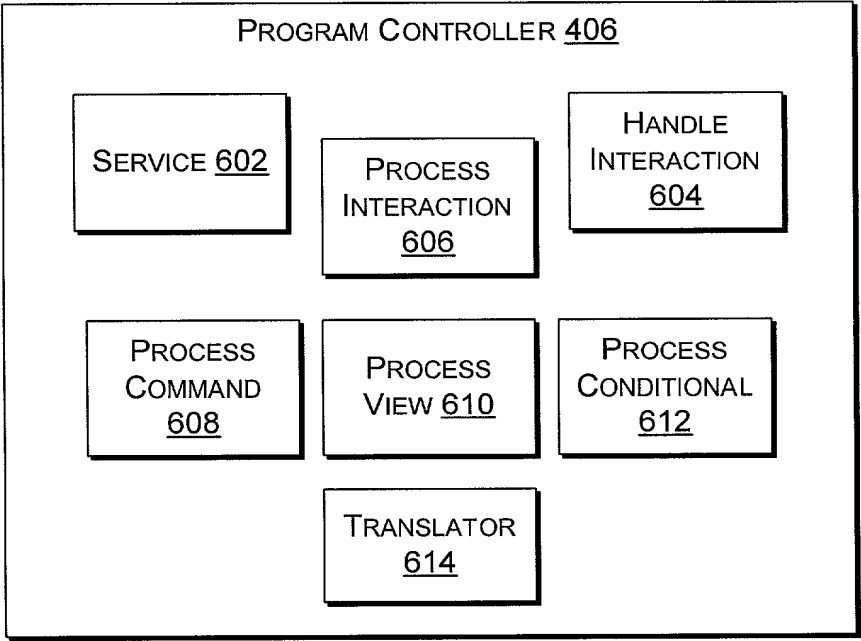 PROGRAM CONTROLLER 406
SERVICE 602
PROCESS
INTERACTION
606
HANDLE
INTERACTION
604
PROCESS
COMMAND
608
PROCESS
VIEW 610
PROCESS
CONDITIONAL
612
TRANSLATOR
614